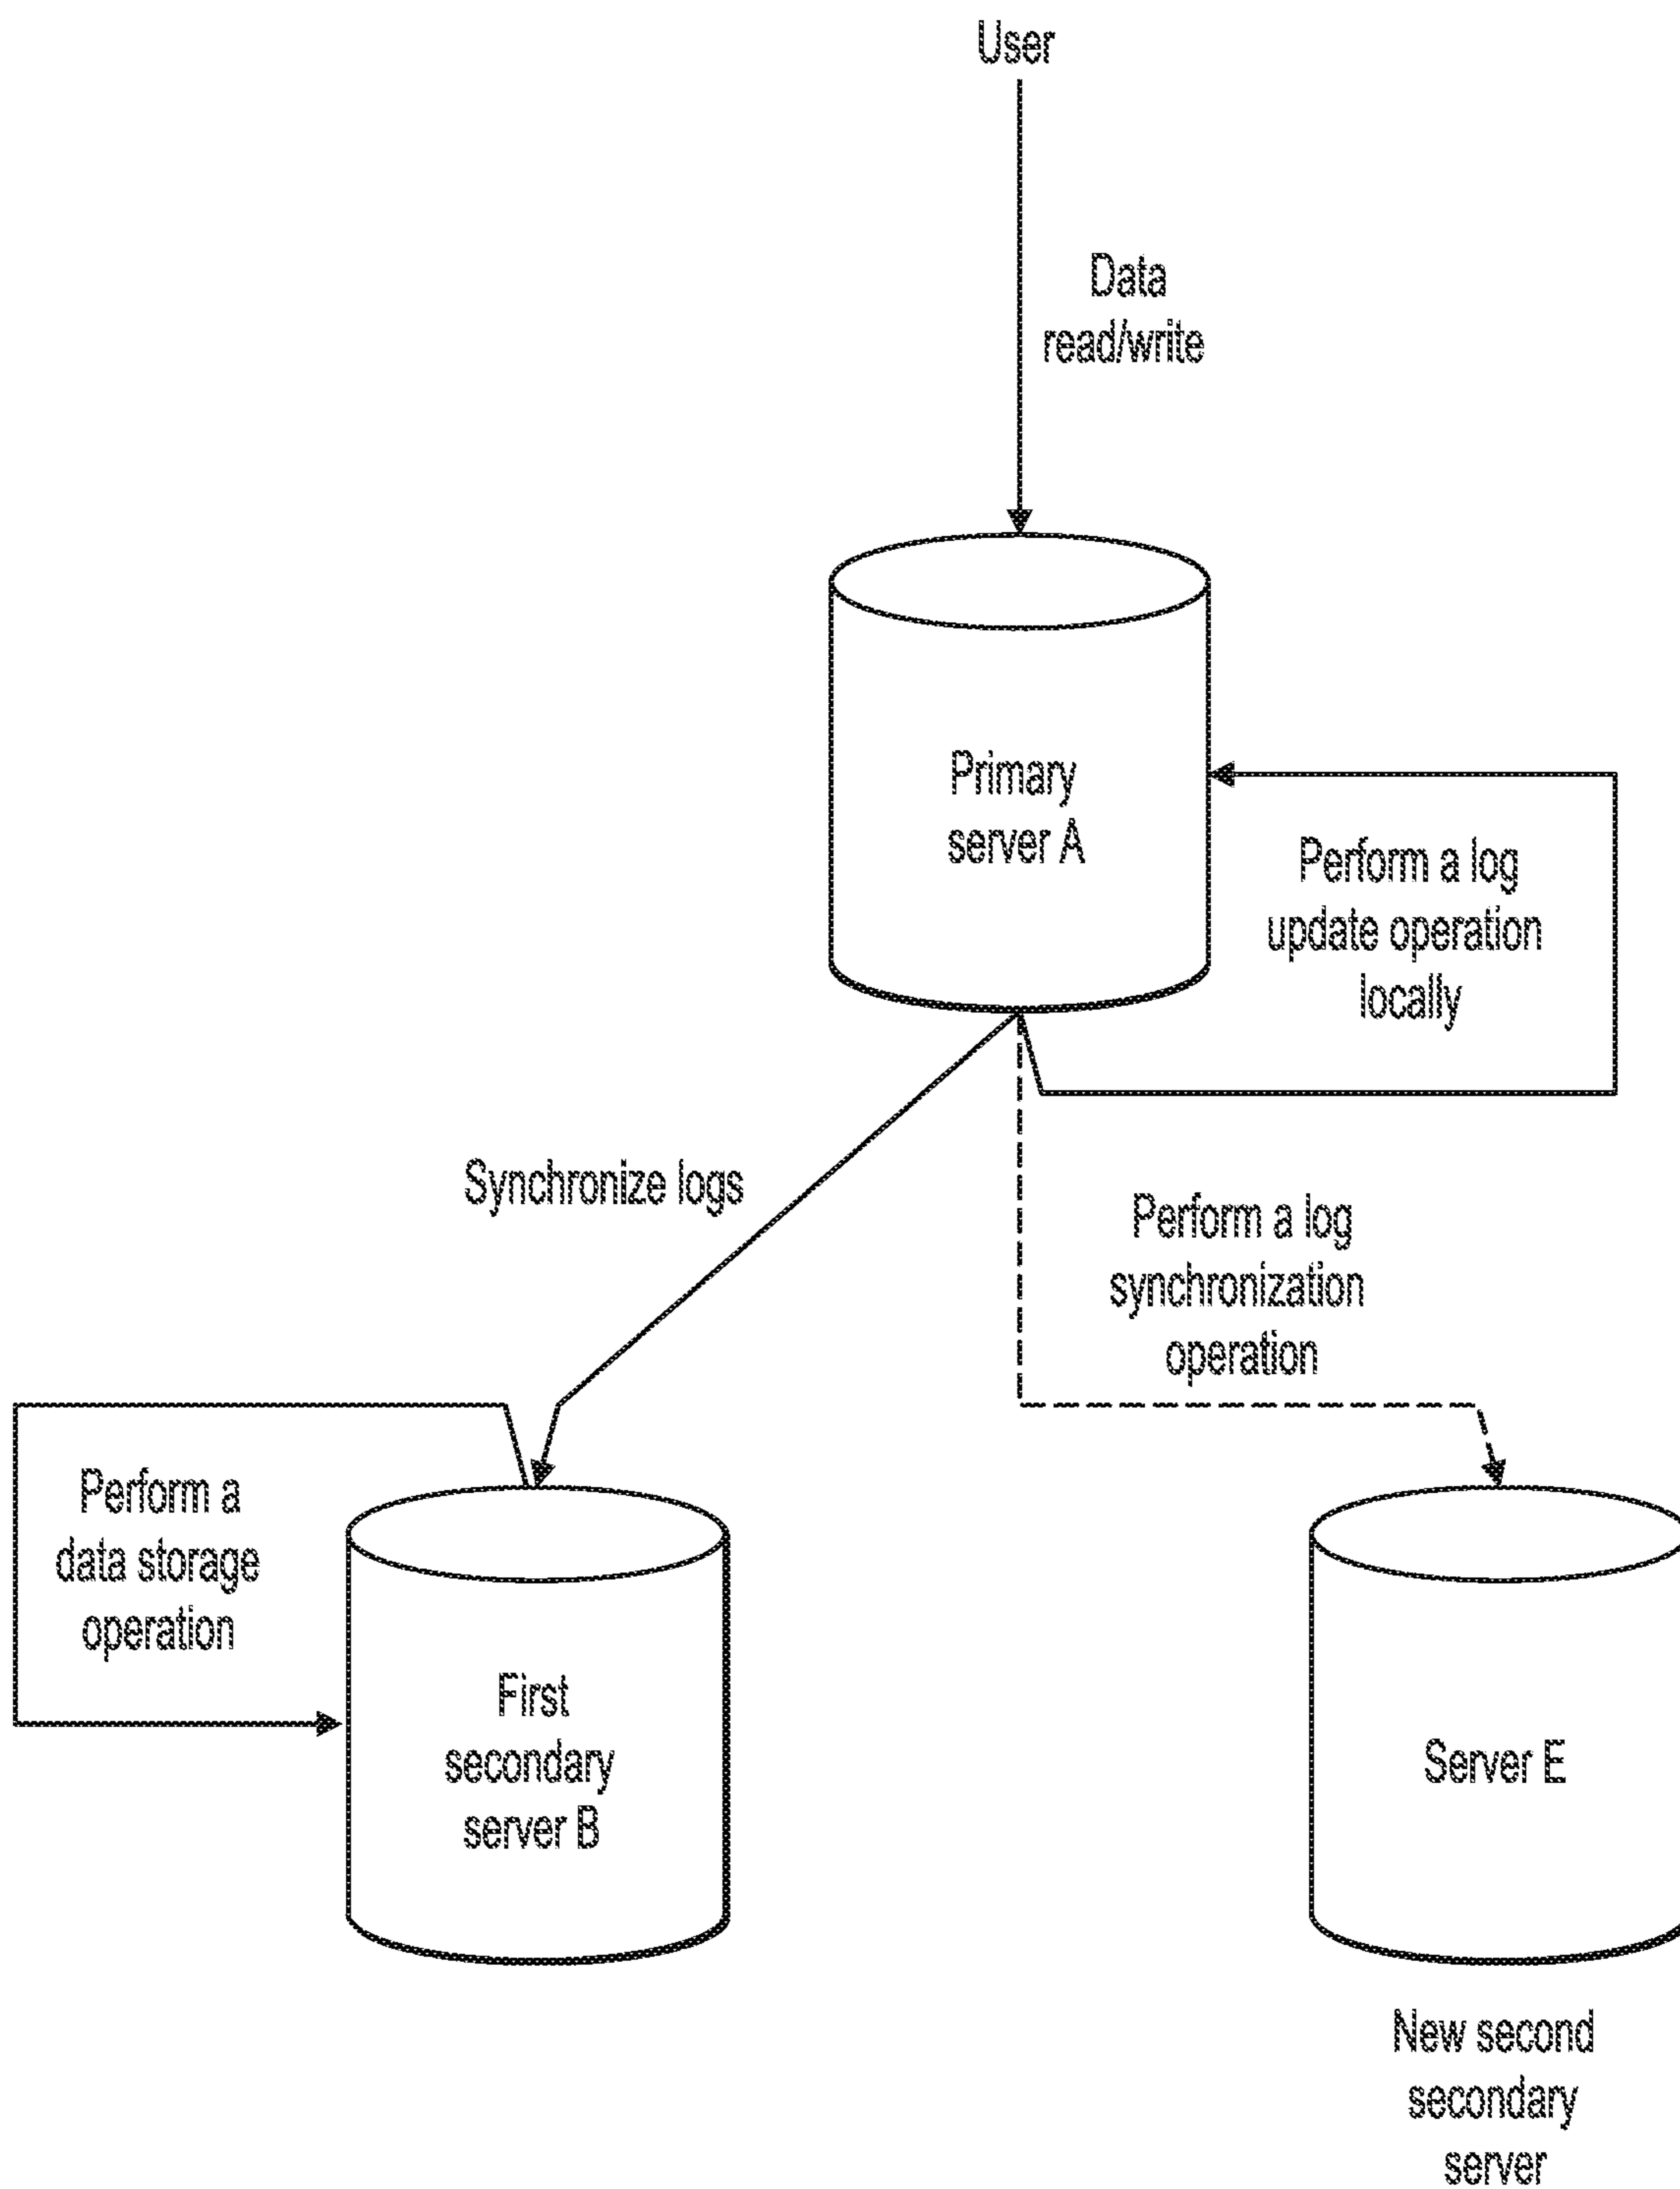 User
Data
read/write
Primary
server A
Perform a log
update operation
locally
Synchronize logs
Perform a log
synchronization
operation
Perform a
data storage
operation
First
secondary
server B
Server E
New second
secondary
server